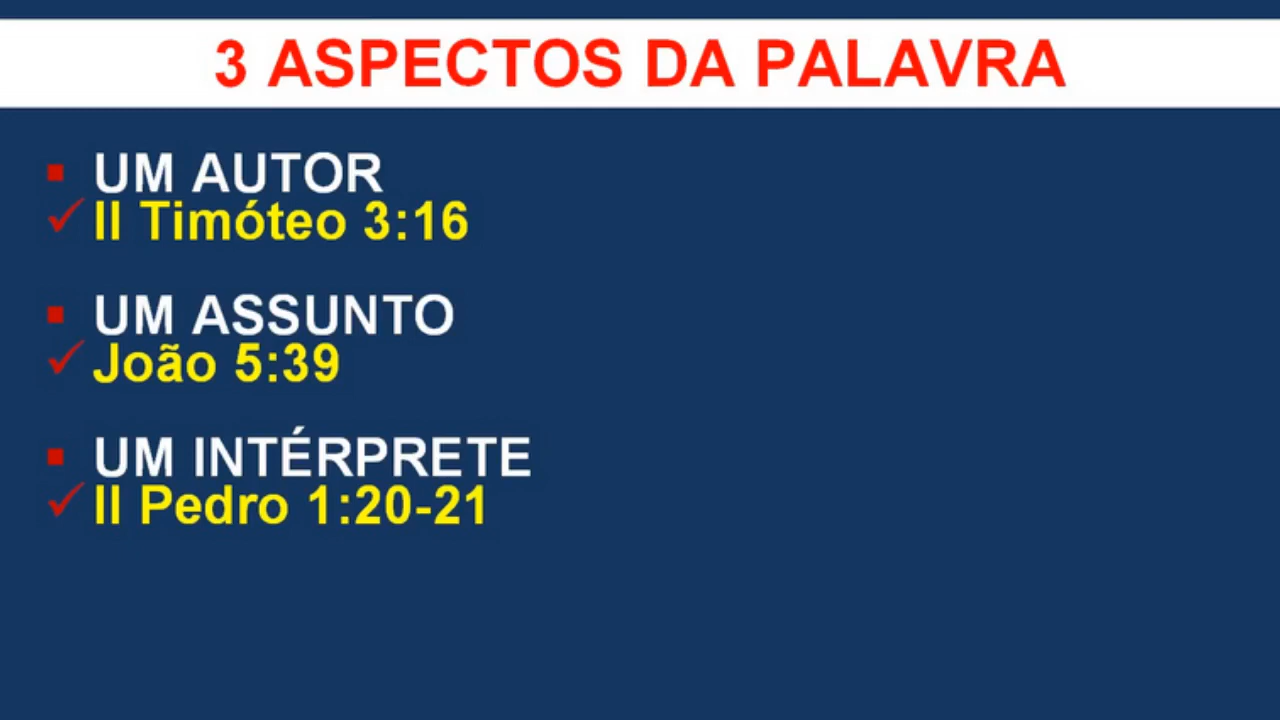 3 ASPECTOS DA PALAVRA
UM AUTOR
II Timóteo 3:16
UM ASSUNTO
João 5:39
UM INTÉRPRETE
II Pedro 1:20-21